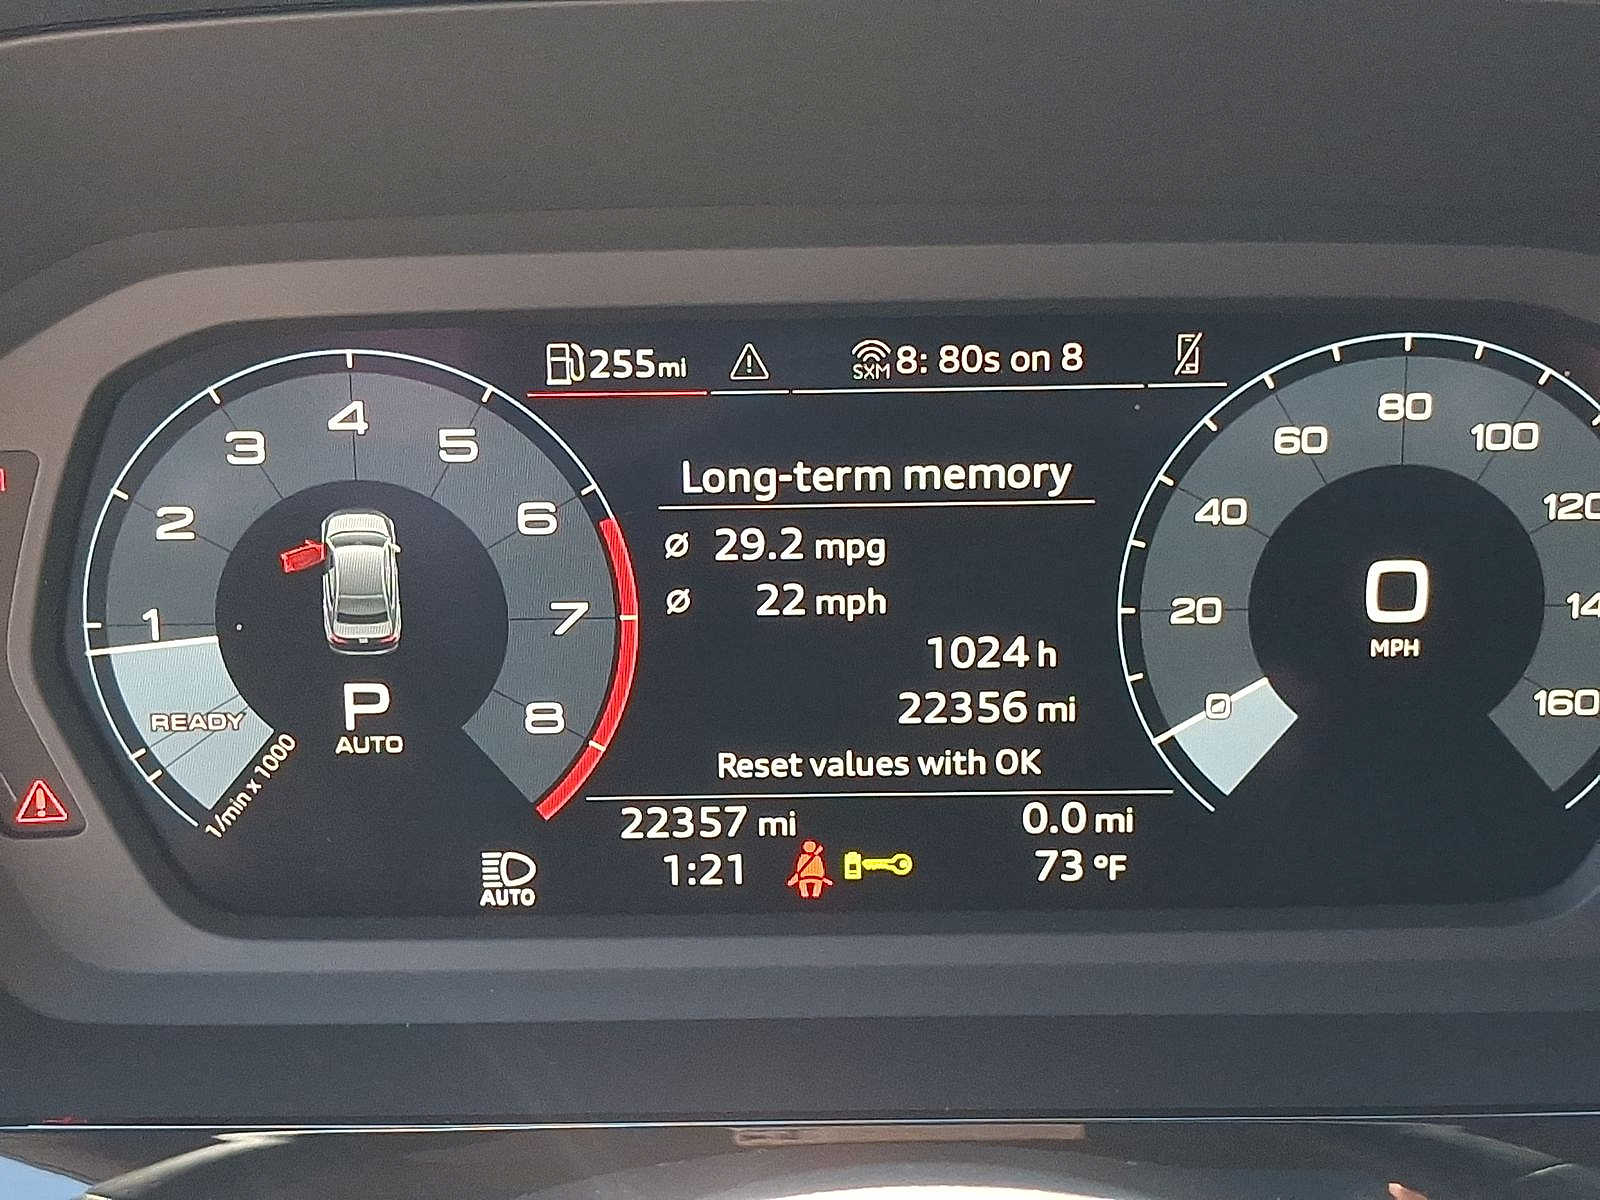 255 mi
SXM 8: 80s on 8
1
2
3
4
5
6
7
8
READY
1/min x 1000
P
AUTO
Long-term memory
Ø 29.2 mpg
Ø 22 mph
1024 h
22356 mi
Reset values with OK
22357 mi
0.0 mi
AUTO
1:21
73 °F
0
20
40
60
80
100
160
0
MPH